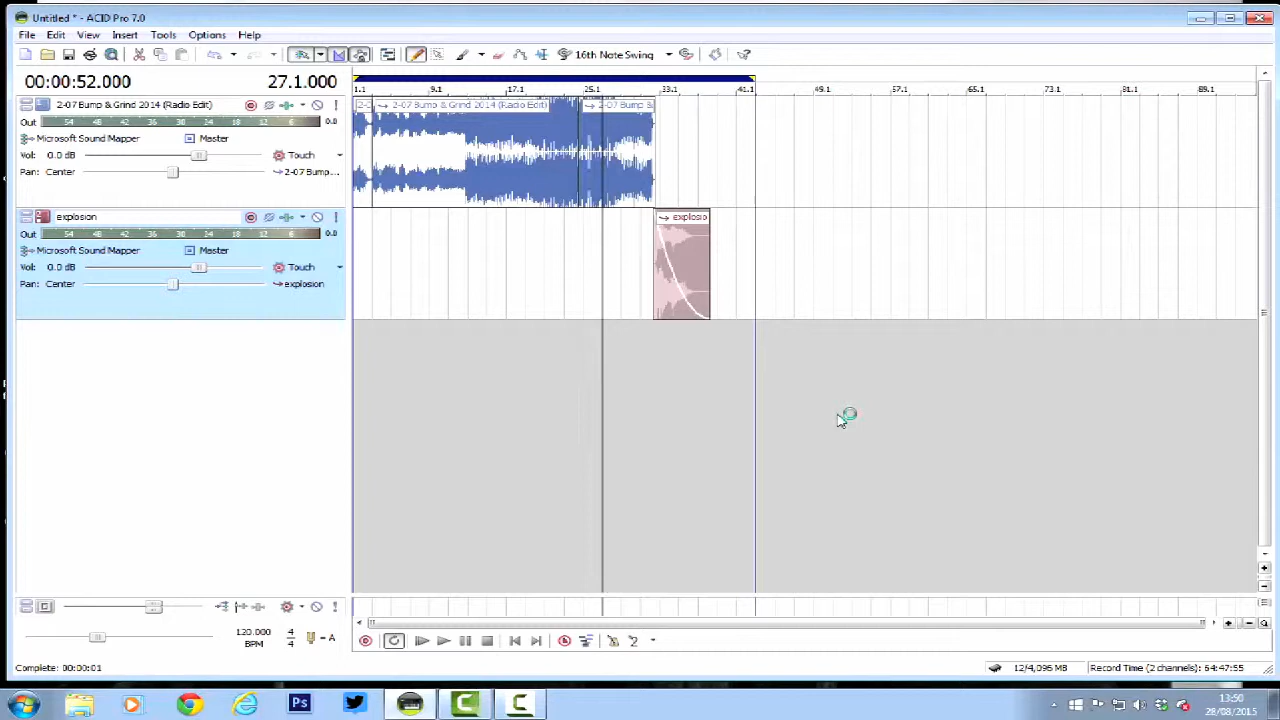 Untitled * - ACID Pro 7.0
File Edit View Insert Tools Options Help
16th Note Swing
00:00:52.000 27.1.000
1.1 9.1 17.1 25.1 33.1 41.1 49.1 57.1 65.1 73.1 81.1 89.1
2-07 Bump & Grind 2014 (Radio Edit)
2-07 Bump & Grind 2014 (Radio Edit) 2-07 Bump &
Out 54 48 42 36 30 24 18 12 6 0.0
Microsoft Sound Mapper Master
Vol: 0.0 dB Touch
Pan: Center 2-07 Bump...
explosion
explosio
Out 54 48 42 36 30 24 18 12 6 0.0
Microsoft Sound Mapper Master
Vol: 0.0 dB Touch
Pan: Center explosion
120.000
BPM
4
4
= A
Complete: 00:00:01
12/4,096 MB Record Time (2 channels): 64:47:55
Ps
13:50
28/08/2015